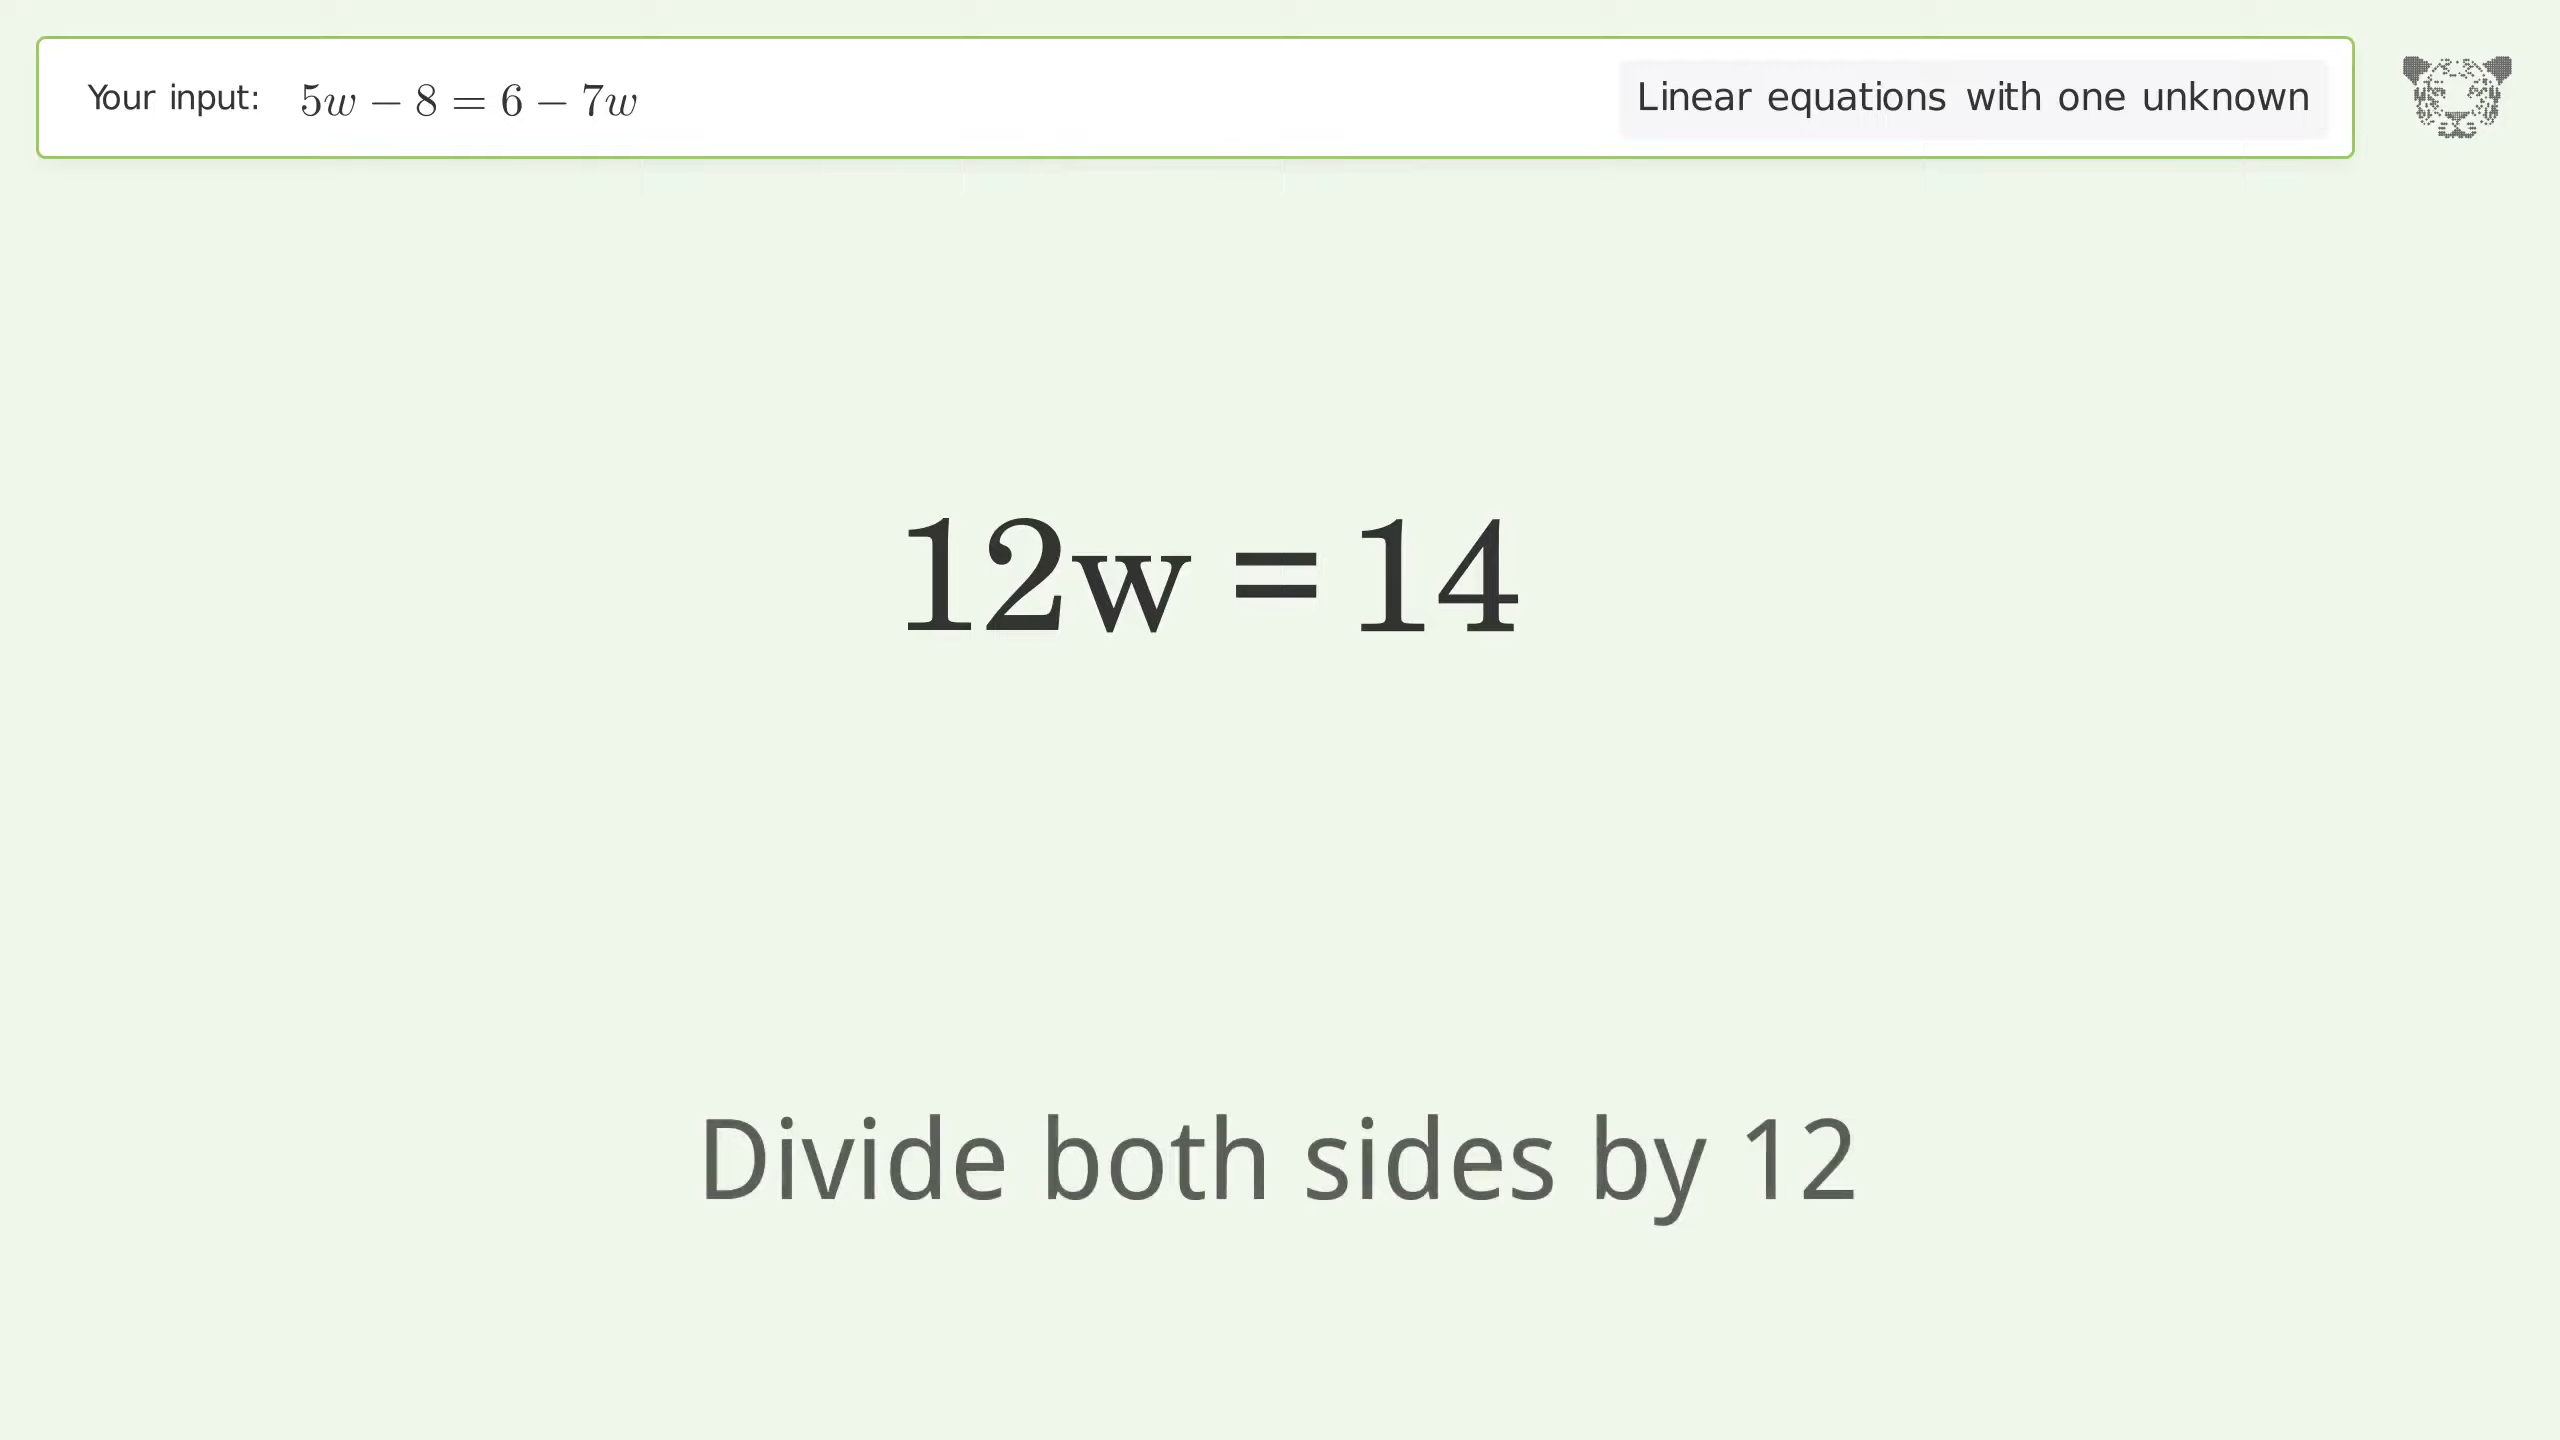 Your input: 5w − 8 = 6 − 7w
Linear equations with one unknown
12w = 14
Divide both sides by 12